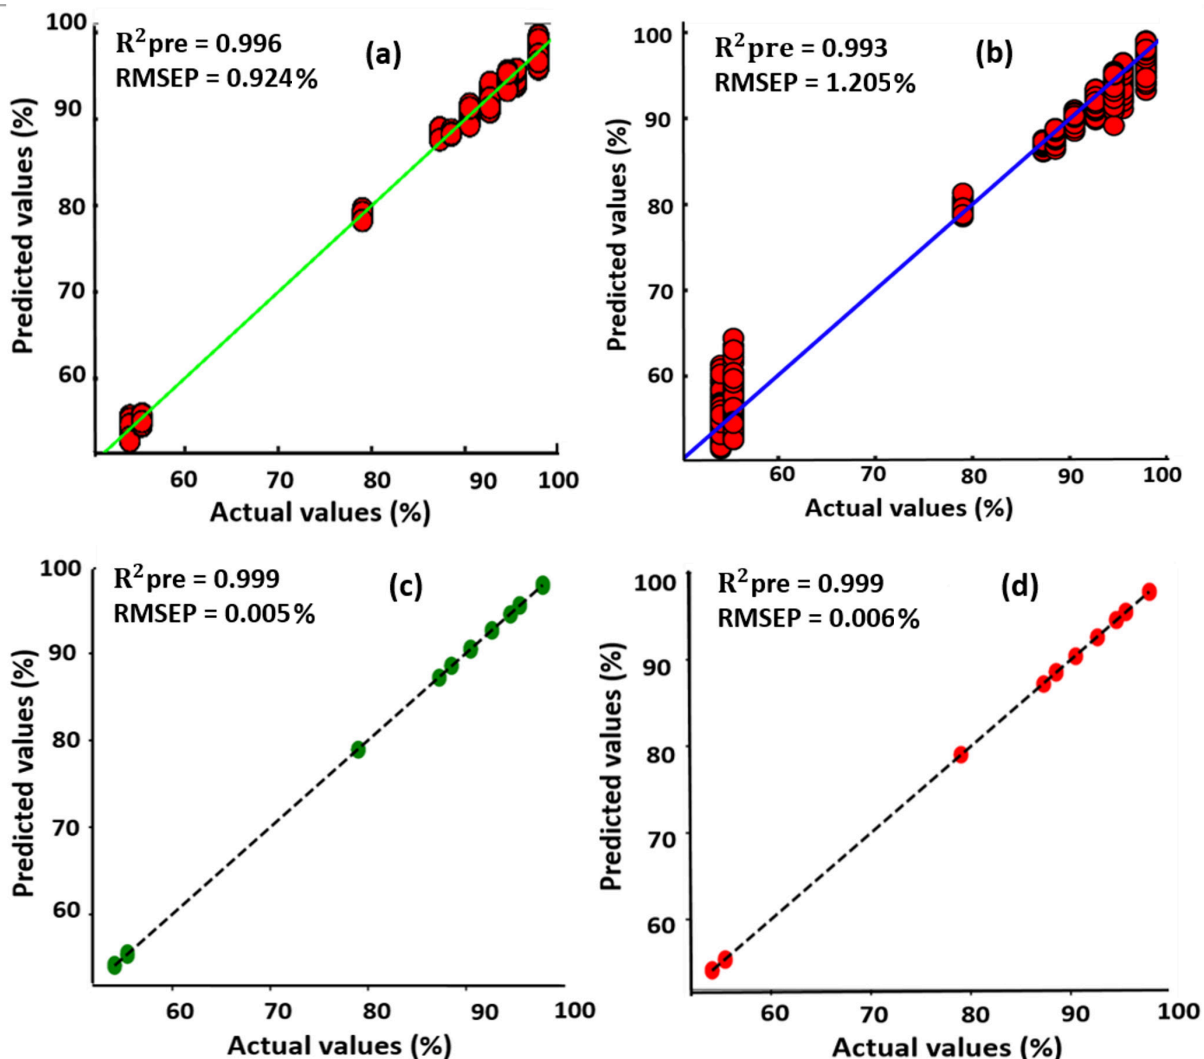 R²pre = 0.996
RMSEP = 0.924%
(a)
100
90
80
70
60
Predicted values (%)
60 70 80 90 100
Actual values (%)
R²pre = 0.993
RMSEP = 1.205%
(b)
100
90
80
70
60
Predicted values (%)
60 70 80 90 100
Actual values (%)
R²pre = 0.999
RMSEP = 0.005%
(c)
100
90
80
70
60
Predicted values (%)
60 70 80 90 100
Actual values (%)
R²pre = 0.999
RMSEP = 0.006%
(d)
100
90
80
70
60
Predicted values (%)
60 70 80 90 100
Actual values (%)